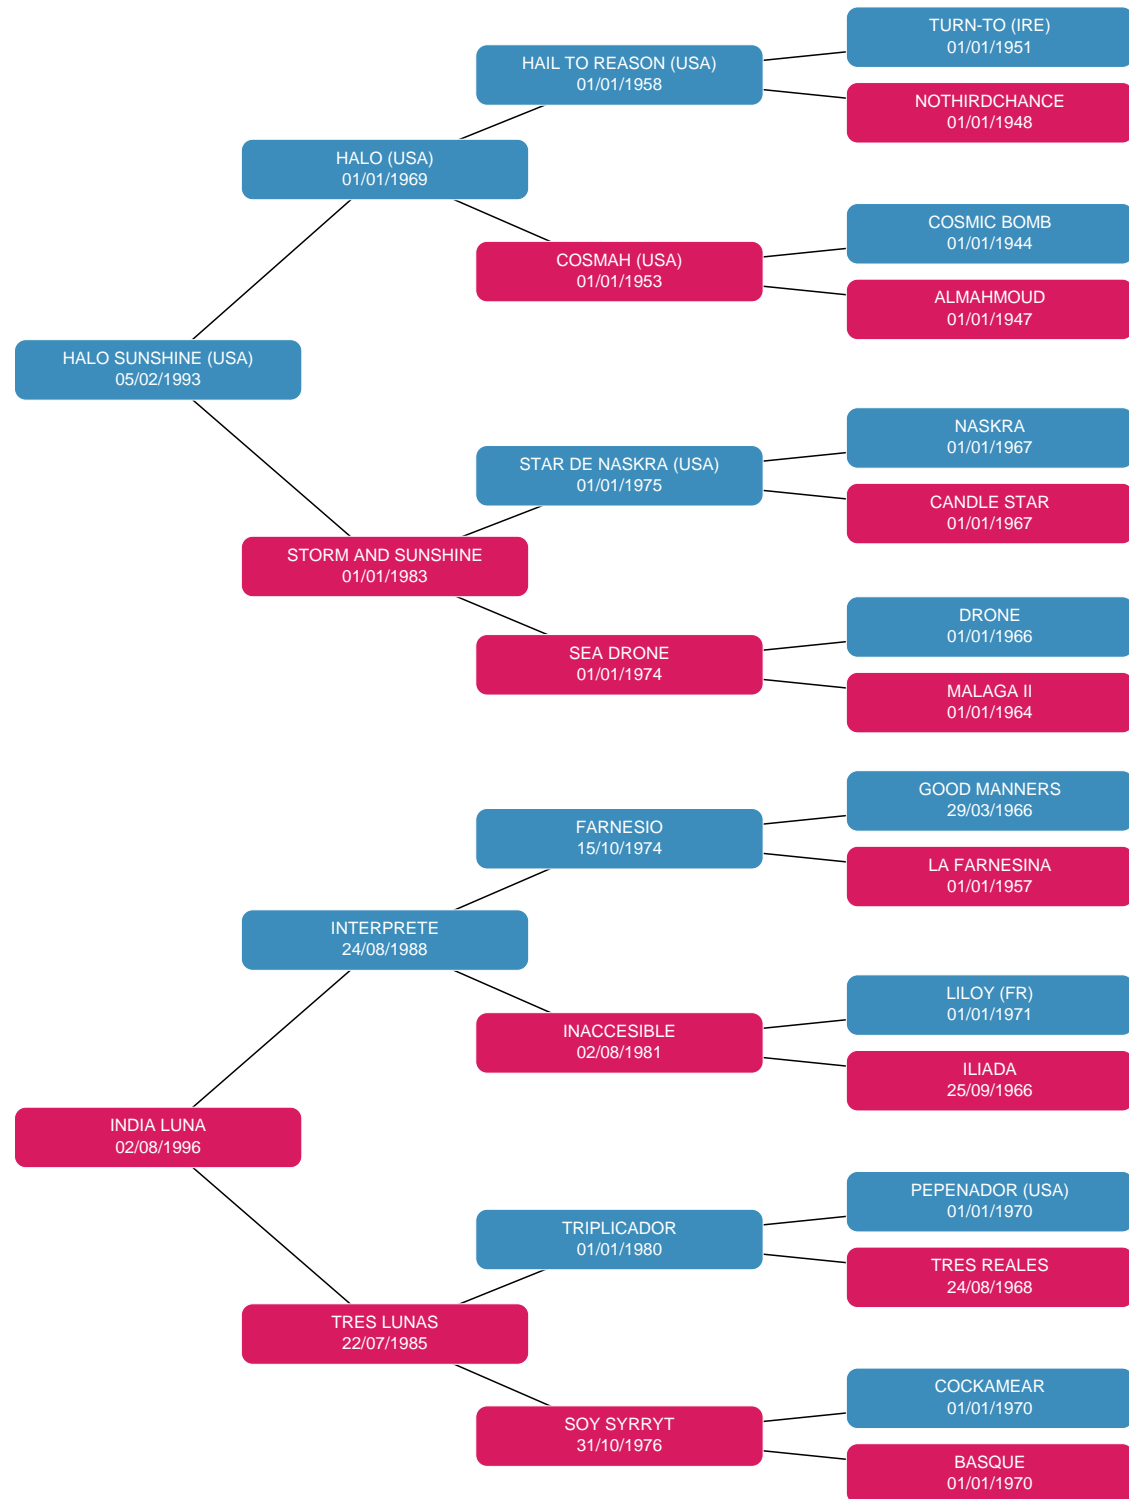 TURN-TO (IRE)
01/01/1951
HAIL TO REASON (USA)
01/01/1958
NOTHIRDCHANCE
01/01/1948
HALO (USA)
01/01/1969
COSMIC BOMB
01/01/1944
COSMAH (USA)
01/01/1953
ALMAHMOUD
01/01/1947
HALO SUNSHINE (USA)
05/02/1993
NASKRA
01/01/1967
STAR DE NASKRA (USA)
01/01/1975
CANDLE STAR
01/01/1967
STORM AND SUNSHINE
01/01/1983
DRONE
01/01/1966
SEA DRONE
01/01/1974
MALAGA II
01/01/1964
GOOD MANNERS
29/03/1966
FARNESIO
15/10/1974
LA FARNESINA
01/01/1957
INTERPRETE
24/08/1988
LILOY (FR)
01/01/1971
INACCESIBLE
02/08/1981
ILIADA
25/09/1966
INDIA LUNA
02/08/1996
PEPENADOR (USA)
01/01/1970
TRIPLICADOR
01/01/1980
TRES REALES
24/08/1968
TRES LUNAS
22/07/1985
COCKAMEAR
01/01/1970
SOY SYRRYT
31/10/1976
BASQUE
01/01/1970